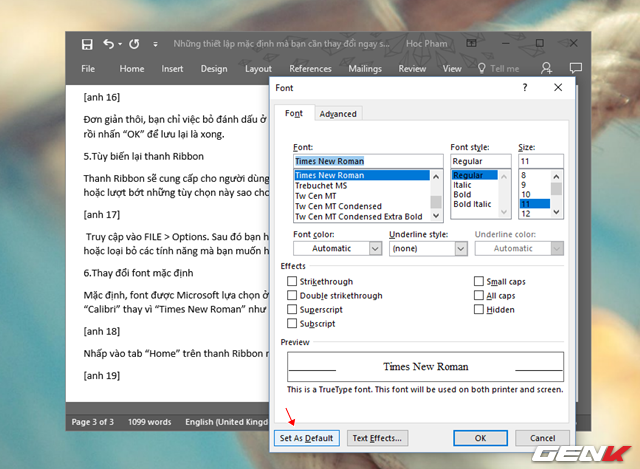 Những thiết lập mặc định mà bạn cần thay đổi ngay s...
Hoc Pham
File Home Insert Design Layout References Mailings Review View Tell me
[anh 16]
Đơn giản thôi, bạn chỉ việc bỏ đánh dấu ở
rồi nhấn “OK” để lưu lại là xong.
5.Tùy biến lại thanh Ribbon
Thanh Ribbon sẽ cung cấp cho người dùng
hoặc lượt bớt những tùy chọn này sao cho
[anh 17]
Truy cập vào FILE > Options. Sau đó bạn h
hoặc loại bỏ các tính năng mà bạn muốn h
6.Thay đổi font mặc định
Mặc định, font được Microsoft lựa chọn ở
“Calibri” thay vì “Times New Roman” như
[anh 18]
Nhấp vào tab “Home” trên thanh Ribbon r
[anh 19]
Page 3 of 3 1099 words English (United Kingd
Font ?
Font Advanced
Font: Font style: Size:
Times New Roman Regular 11
Times New Roman Regular 8
Trebuchet MS Italic 9
Tw Cen MT Bold 10
Tw Cen MT Condensed Bold Italic 11
Tw Cen MT Condensed Extra Bold 12
Font color: Underline style: Underline color:
Automatic (none) Automatic
Effects
Strikethrough Small caps
Double strikethrough All caps
Superscript Hidden
Subscript
Preview
Times New Roman
This is a TrueType font. This font will be used on both printer and screen.
Set As Default Text Effects... OK Cancel
GENK